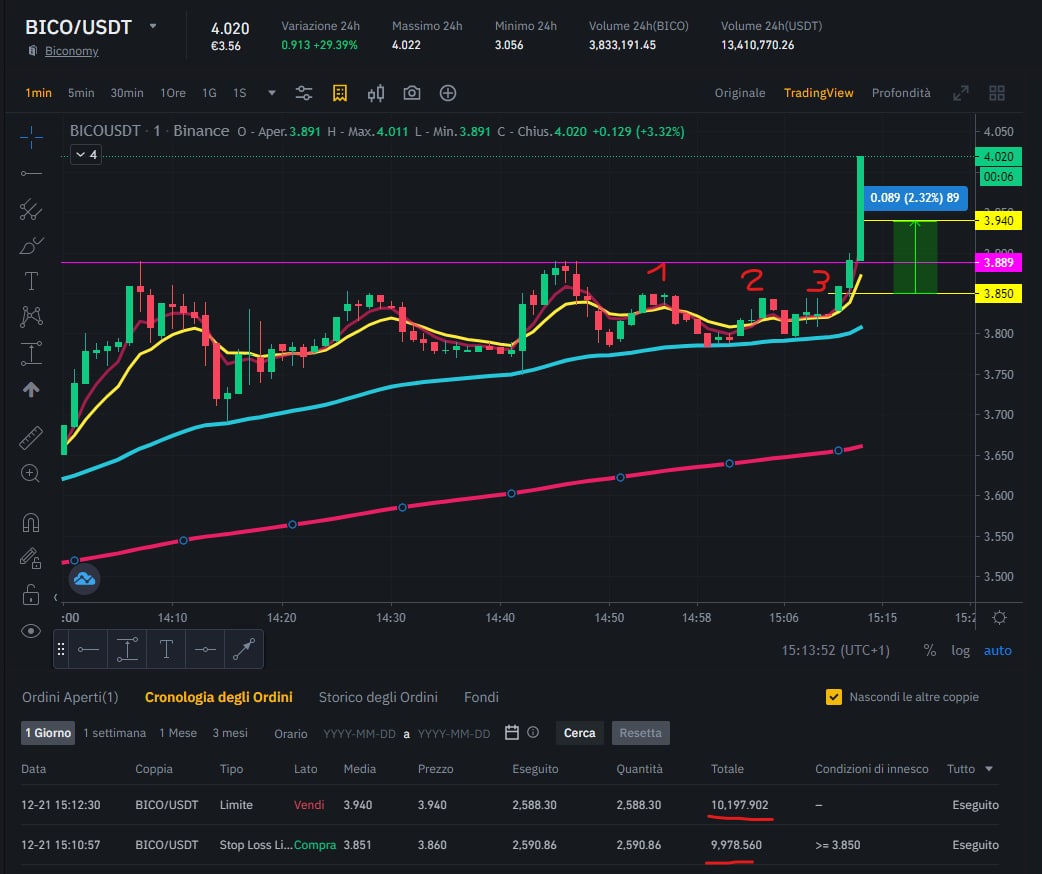 BICO/USDT
Biconomy
4.020
€3.56
Variazione 24h
0.913 +29.39%
Massimo 24h
4.022
Minimo 24h
3.056
Volume 24h(BICO)
3,833,191.45
Volume 24h(USDT)
13,410,770.26
1min 5min 30min 1Ore 1G 1S
Originale TradingView Profondità
BICOUSDT · 1 · Binance O - Aper.3.891 H - Max.4.011 L - Min.3.891 C - Chius.4.020 +0.129 (+3.32%)
4
4.050
4.020
00:06
0.089 (2.32%) 89
3.940
3.889
3.850
3.800
3.750
3.700
3.650
3.600
3.550
3.500
1 2 3
:00 14:10 14:20 14:30 14:40 14:50 14:58 15:06 15:15 15:2
15:13:52 (UTC+1) % log auto
Ordini Aperti(1) Cronologia degli Ordini Storico degli Ordini Fondi
Nascondi le altre coppie
1 Giorno 1 settimana 1 Mese 3 mesi Orario YYYY-MM-DD a YYYY-MM-DD Cerca Resetta
Data Coppia Tipo Lato Media Prezzo Eseguito Quantità Totale Condizioni di innesco Tutto
12-21 15:12:30 BICO/USDT Limite Vendi 3.940 3.940 2,588.30 2,588.30 10,197.902 – Eseguito
12-21 15:10:57 BICO/USDT Stop Loss Li... Compra 3.851 3.860 2,590.86 2,590.86 9,978.560 >= 3.850 Eseguito